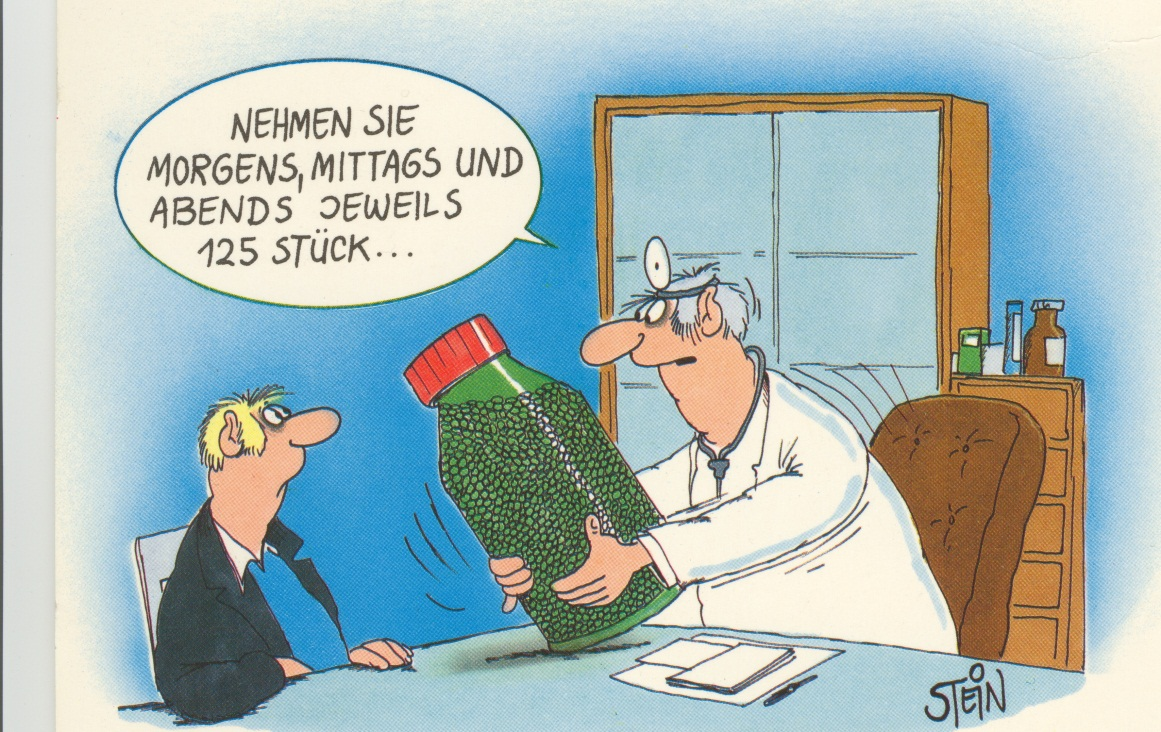 NEHMEN SIE
MORGENS, MITTAGS UND
ABENDS JEWEILS
125 STÜCK...
STEIN